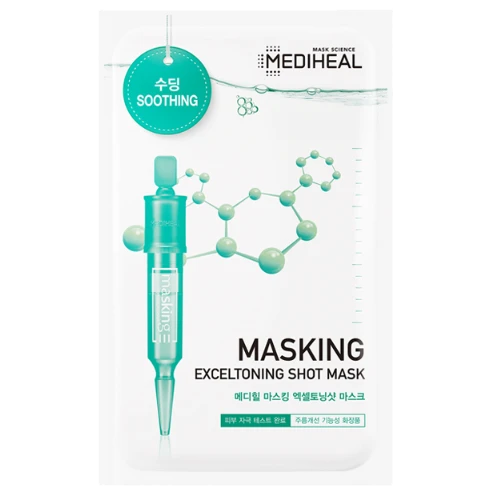 MASK SCIENCE
MEDIHEAL
수딩
SOOTHING
MEDIHEAL
masking
MASKING
EXCELTONING SHOT MASK
메디힐 마스킹 엑셀토닝샷 마스크
피부 자극 테스트 완료
주름개선 기능성 화장품